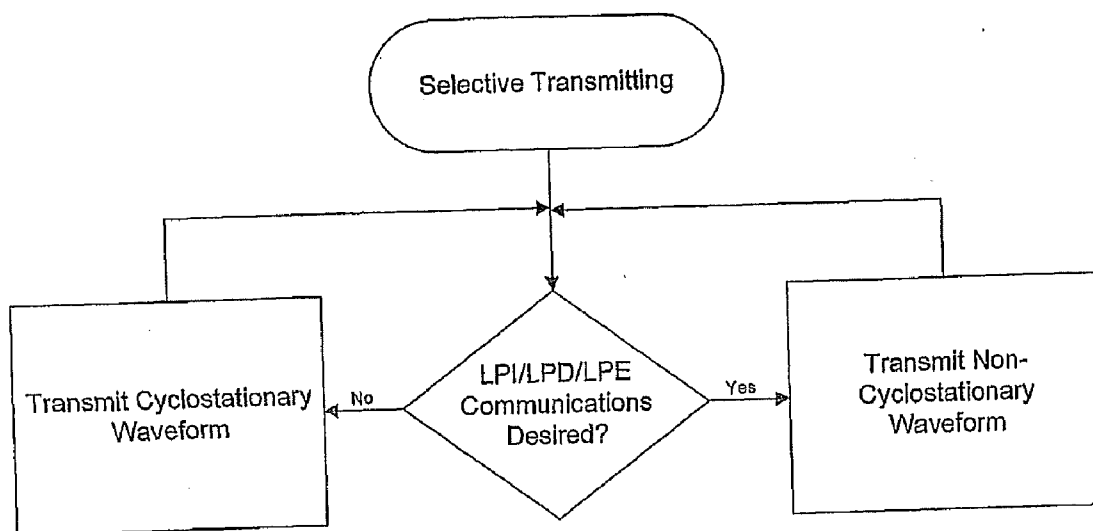 Selective Transmitting
LPI/LPD/LPE
Communications
Desired?
No
Yes
Transmit Cyclostationary
Waveform
Transmit Non-
Cyclostationary
Waveform